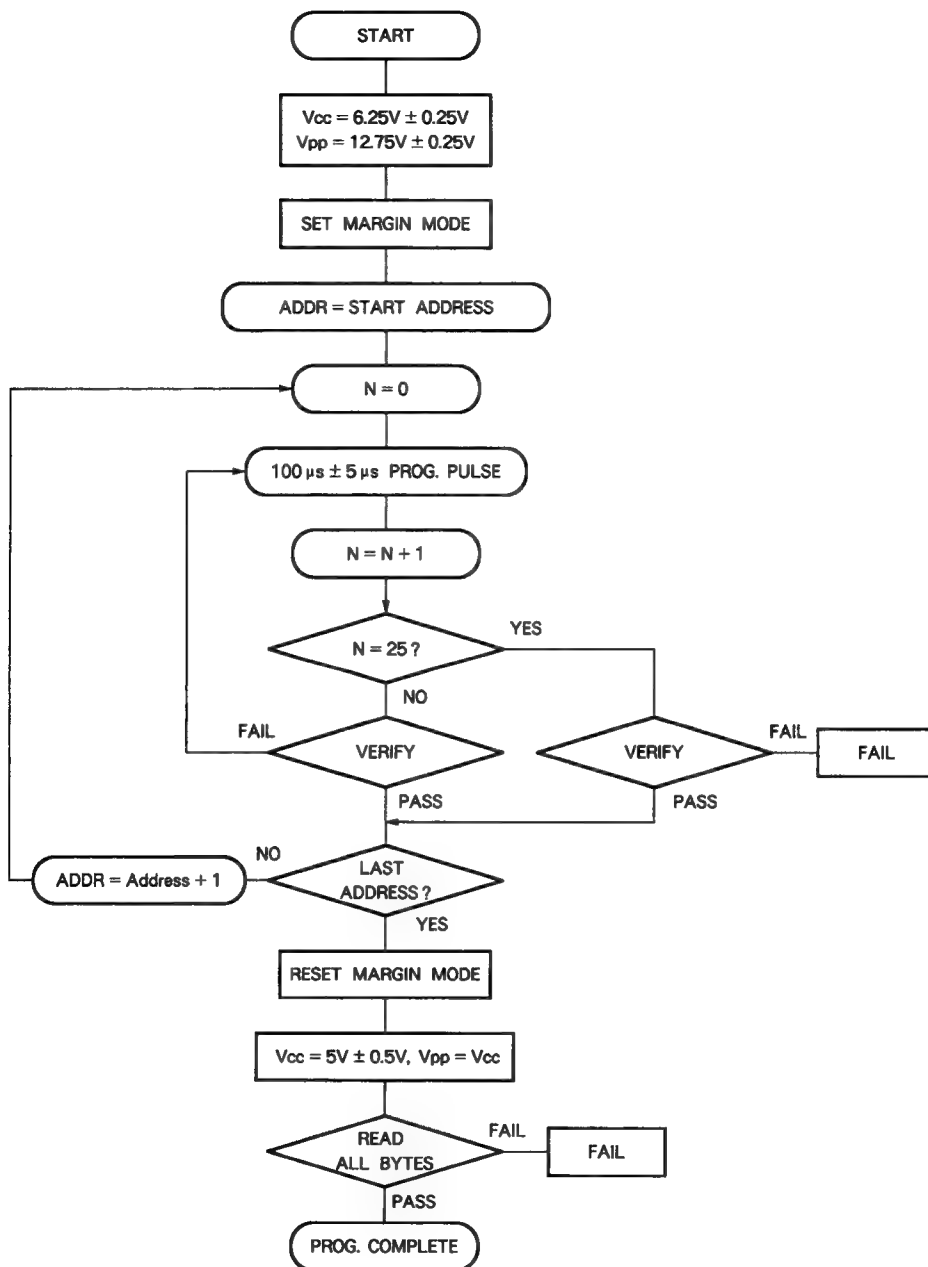 START
Vcc = 6.25V ± 0.25V
Vpp = 12.75V ± 0.25V
SET MARGIN MODE
ADDR = START ADDRESS
N = 0
100 μs ± 5 μs PROG. PULSE
N = N + 1
N = 25 ?
YES
NO
FAIL
VERIFY
PASS
VERIFY
FAIL
FAIL
PASS
NO
ADDR = Address + 1
LAST
ADDRESS ?
YES
RESET MARGIN MODE
Vcc = 5V ± 0.5V, Vpp = Vcc
READ
ALL BYTES
FAIL
FAIL
PASS
PROG. COMPLETE